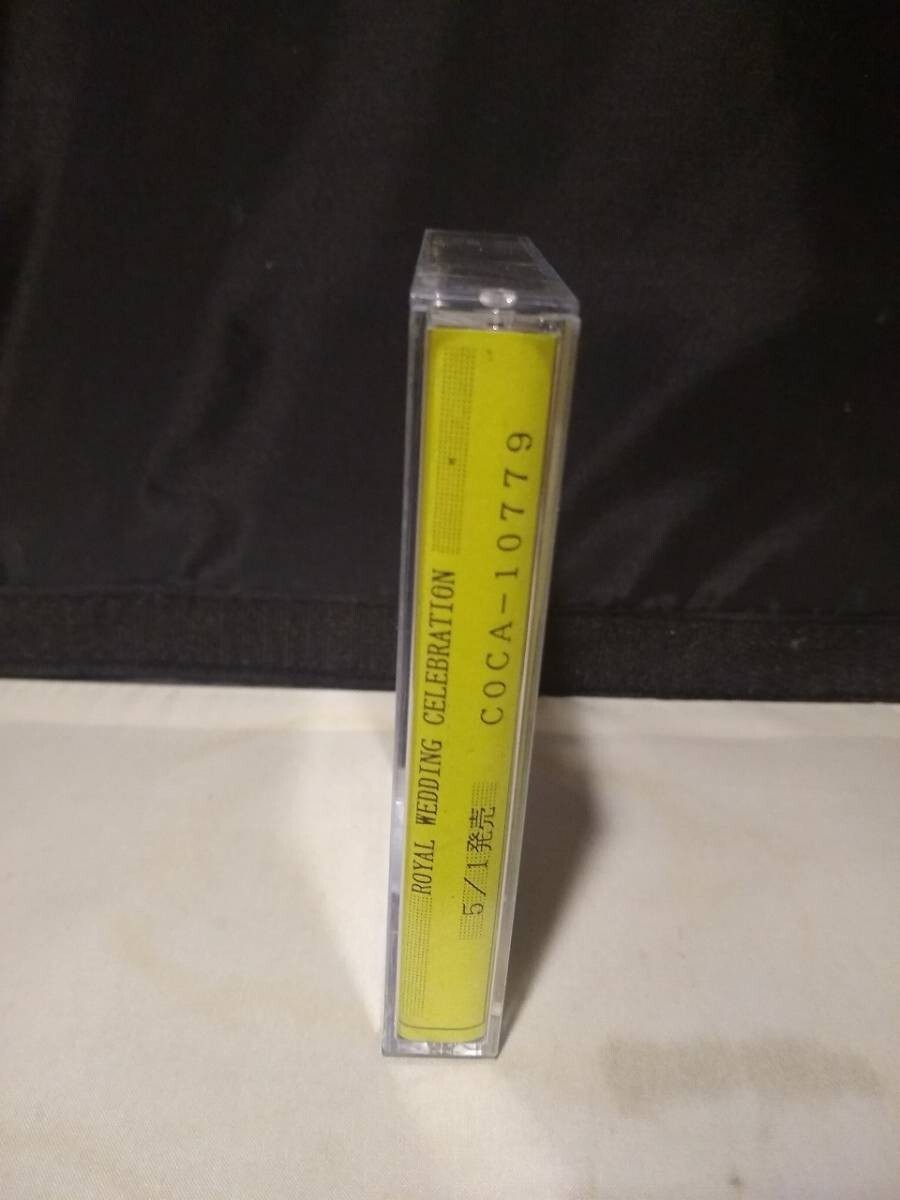 ROYAL WEDDING CELEBRATION
5/1発売 COCA-10779